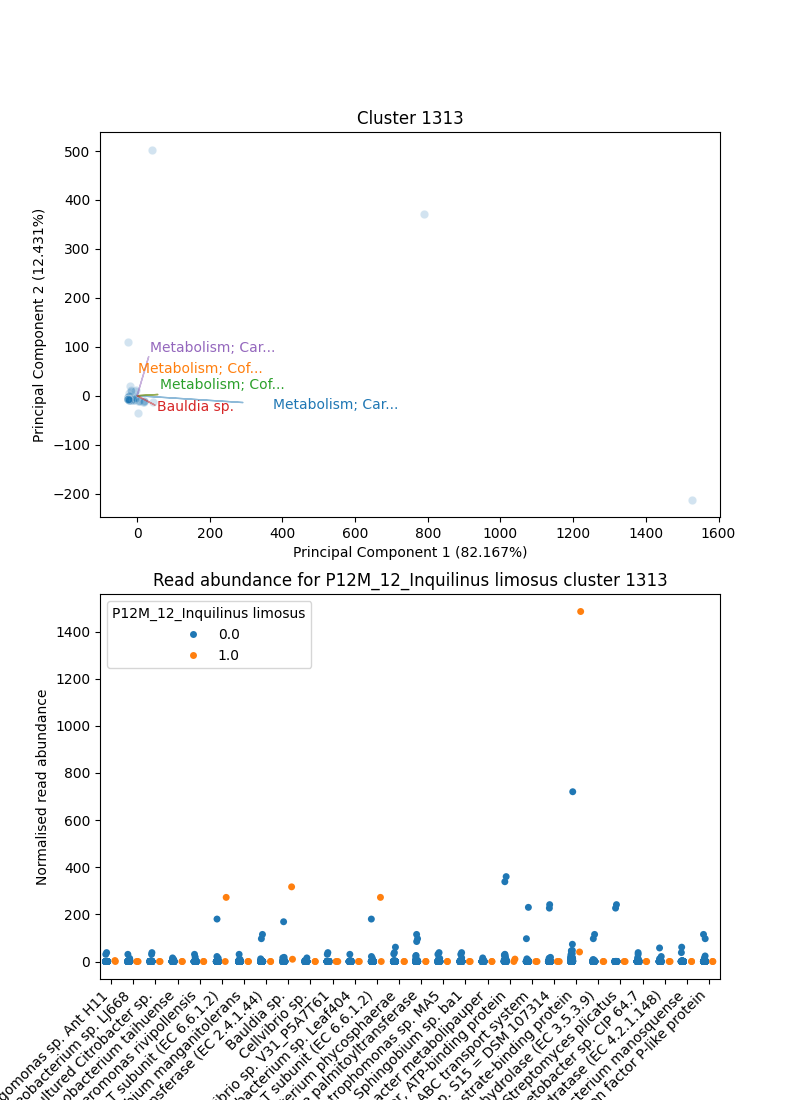 Cluster 1313
500
400
300
200
100
0
−100
−200
Principal Component 2 (12.431%)
Metabolism; Car...
Metabolism; Cof...
Metabolism; Cof...
Bauldia sp.
Metabolism; Car...
0 200 400 600 800 1000 1200 1400 1600
Principal Component 1 (82.167%)
Read abundance for P12M_12_Inquilinus limosus cluster 1313
P12M_12_Inquilinus limosus
0.0
1.0
1400
1200
1000
800
600
400
200
0
Normalised read abundance
gomonas sp. Ant H11
obacterium sp. LJ668
ultured Citrobacter sp.
obacterium taihuense
eromonas rivipollensis
T subunit (EC 6.6.1.2)
ium manganitolerans
nsferase (EC 2.4.1.44)
Bauldia sp.
Cellvibrio sp.
brio sp. V31_P5A7T61
bacterium sp. Leaf404
T subunit (EC 6.6.1.2)
terium phycosphaerae
palmitoyltransferase
trophomonas sp. MA5
Sphingobium sp. ba1
acter metabolipauper
r, ATP-binding protein
ABC transport system
p. S15 = DSM 107314
strate-binding protein
hydrolase (EC 3.5.3.9)
streptomyces plicatus
etobacter sp. CIP 64.7
dratase (EC 4.2.1.148)
terium manosquense
on factor P-like protein